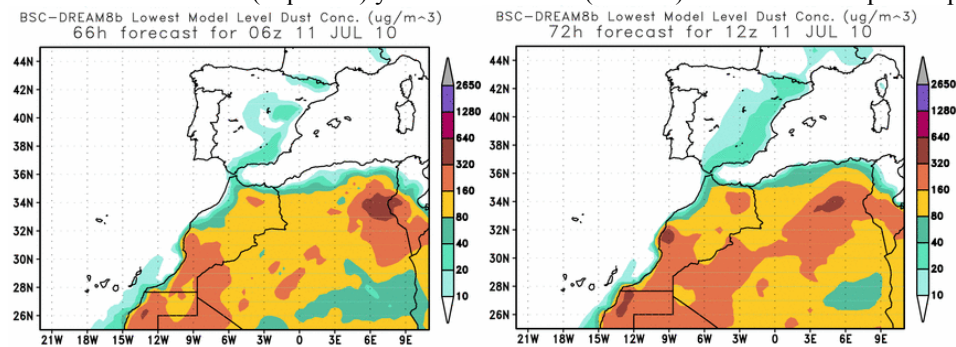 BSC-DREAM8b Lowest Model Level Dust Conc. (ug/m^3)
66h forecast for 06z 11 JUL 10
44N
42N
40N
38N
36N
34N
32N
30N
28N
26N
21W 18W 15W 12W 9W 6W 3W 0 3E 6E 9E
2650
1280
640
320
160
80
40
20
10
BSC-DREAM8b Lowest Model Level Dust Conc. (ug/m^3)
72h forecast for 12z 11 JUL 10
44N
42N
40N
38N
36N
34N
32N
30N
28N
26N
21W 18W 15W 12W 9W 6W 3W 0 3E 6E 9E
2650
1280
640
320
160
80
40
20
10